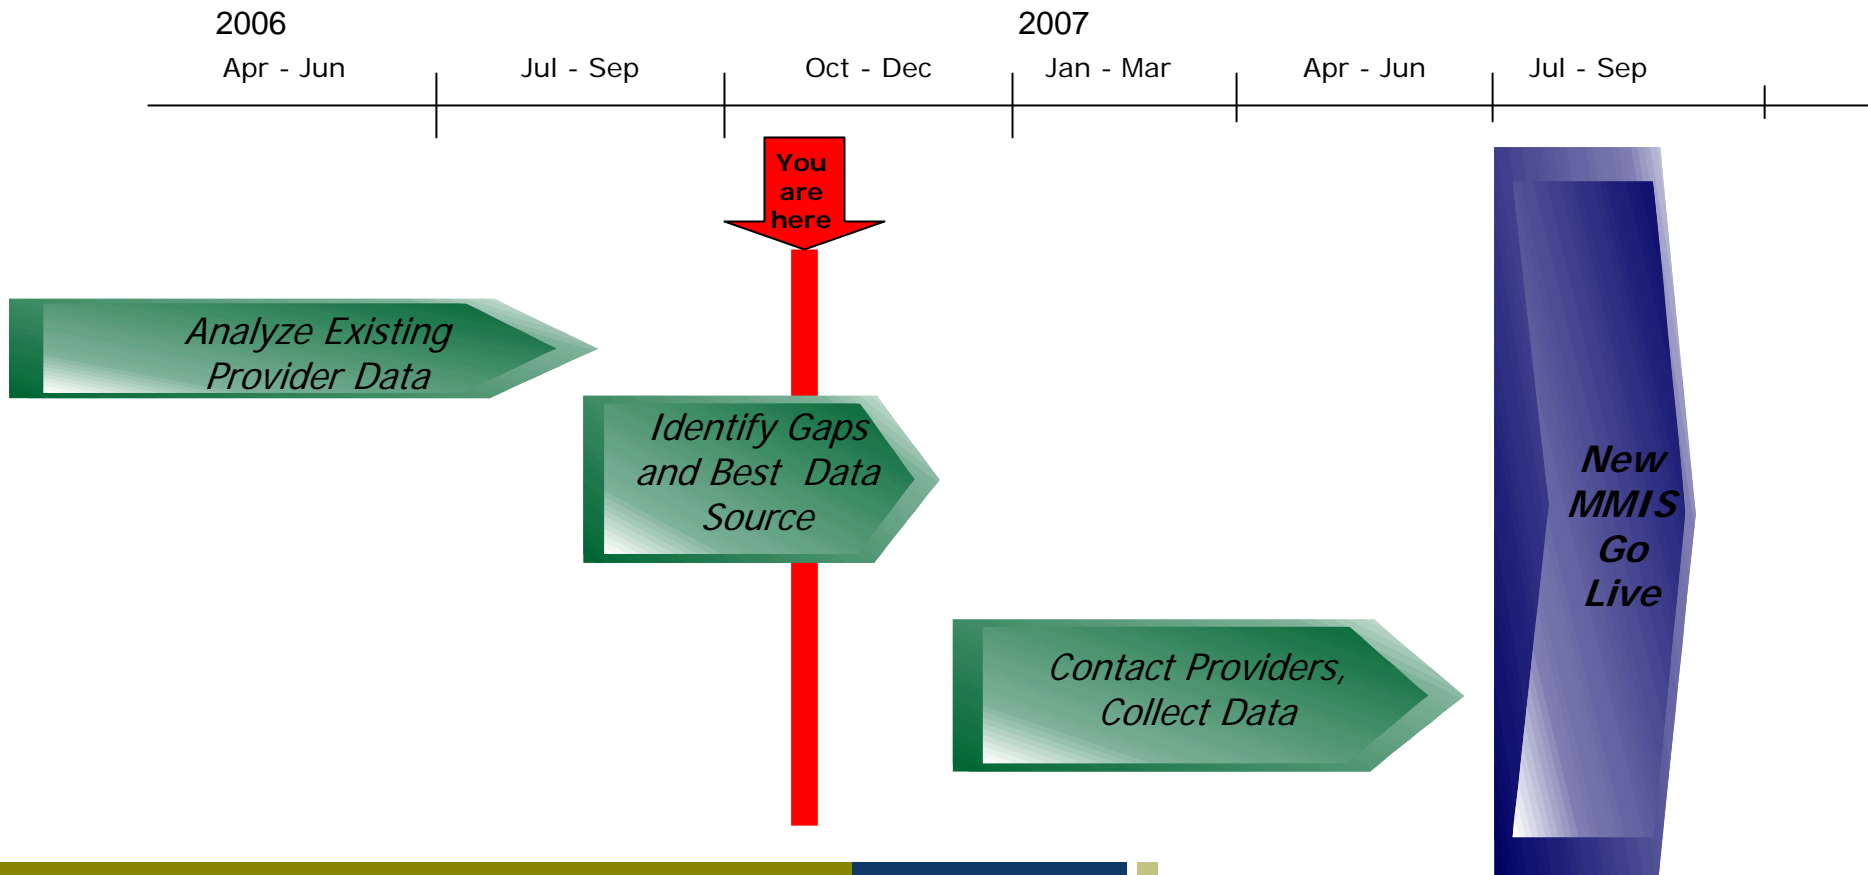 2006
2007
Apr - Jun
Jul - Sep
Oct - Dec
Jan - Mar
Apr - Jun
Jul - Sep
You
are
here
Analyze Existing
Provider Data
Identify Gaps
and Best Data
Source
Contact Providers,
Collect Data
New
MMIS
Go
Live